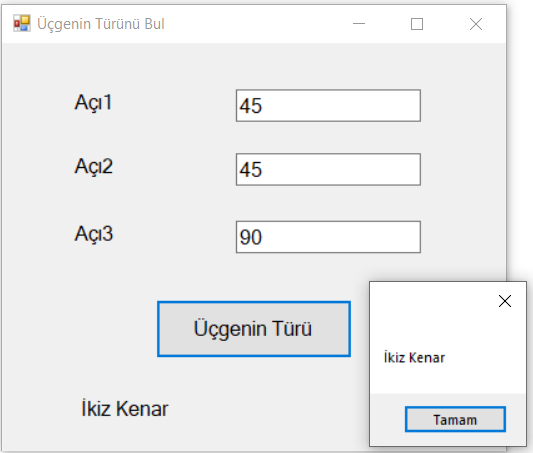 Üçgenin Türünü Bul
Açı1
45
Açı2
45
Açı3
90
Üçgenin Türü
İkiz Kenar
İkiz Kenar
Tamam